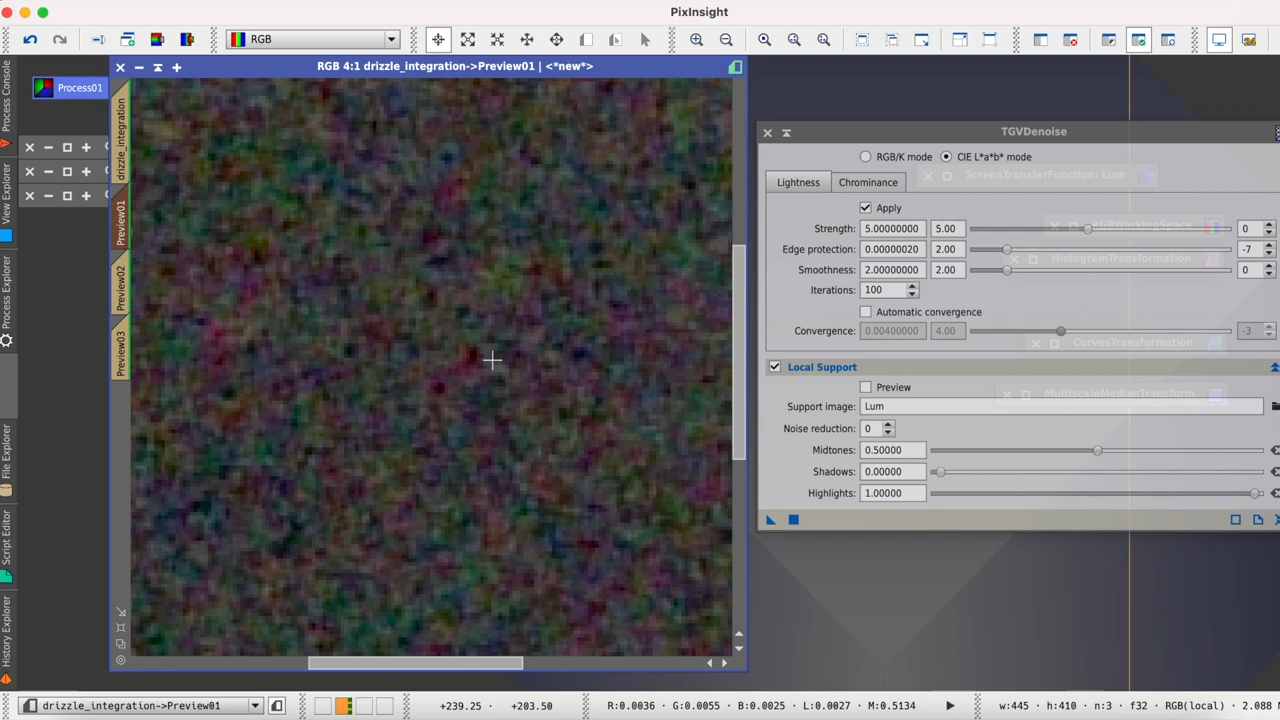 PixInsight
RGB
Process Console
View Explorer
Process Explorer
File Explorer
Script Editor
History Explorer
Process01
RGB 4:1 drizzle_integration->Preview01 | <*new*>
drizzle_integration
Preview01
Preview02
Preview03
TGVDenoise
RGB/K mode
CIE L*a*b* mode
ScreenTransferFunction: Lum
Lightness
Chrominance
Apply
Strength: 5.00000000 5.00 0
RGBWorkingSpace
Edge protection: 0.00000020 2.00 -7
HistogramTransformation
Smoothness: 2.00000000 2.00 0
Iterations: 100
Automatic convergence
Convergence: 0.00400000 4.00 -3
CurvesTransformation
Local Support
Preview
MultiscaleMedianTransform
Support image: Lum
Noise reduction: 0
Midtones: 0.50000
Shadows: 0.00000
Highlights: 1.00000
drizzle_integration->Preview01
+239.25 · +203.50
R:0.0036 · G:0.0055 · B:0.0025 · L:0.0027 · M:0.5134
w:445 · h:410 · n:3 · f32 · RGB(local) · 2.088